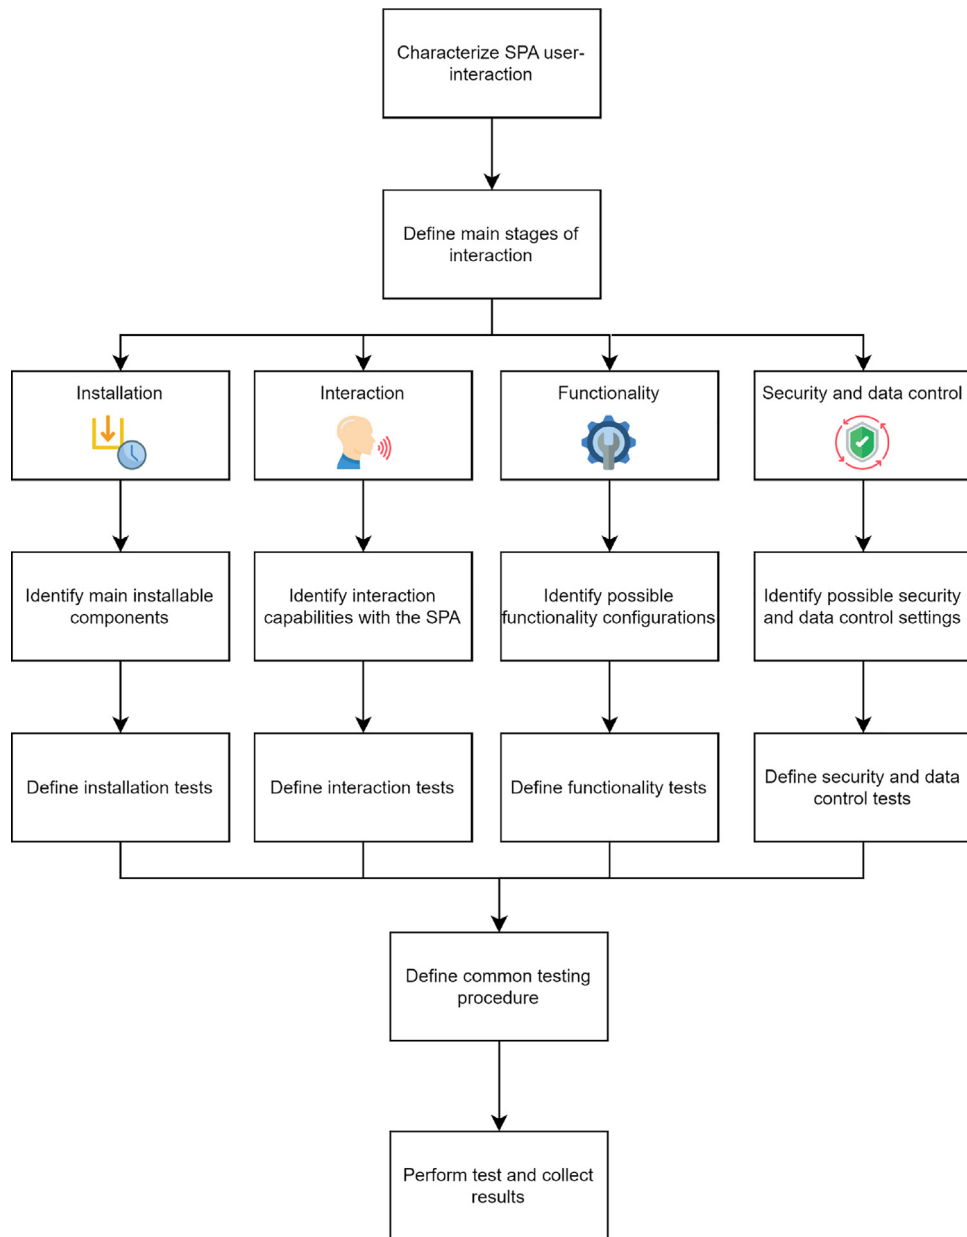 Characterize SPA user-
interaction
Define main stages of
interaction
Installation
Interaction
Functionality
Security and data control
Identify main installable
components
Identify interaction
capabilities with the SPA
Identify possible
functionality configurations
Identify possible security
and data control settings
Define installation tests
Define interaction tests
Define functionality tests
Define security and data
control tests
Define common testing
procedure
Perform test and collect
results